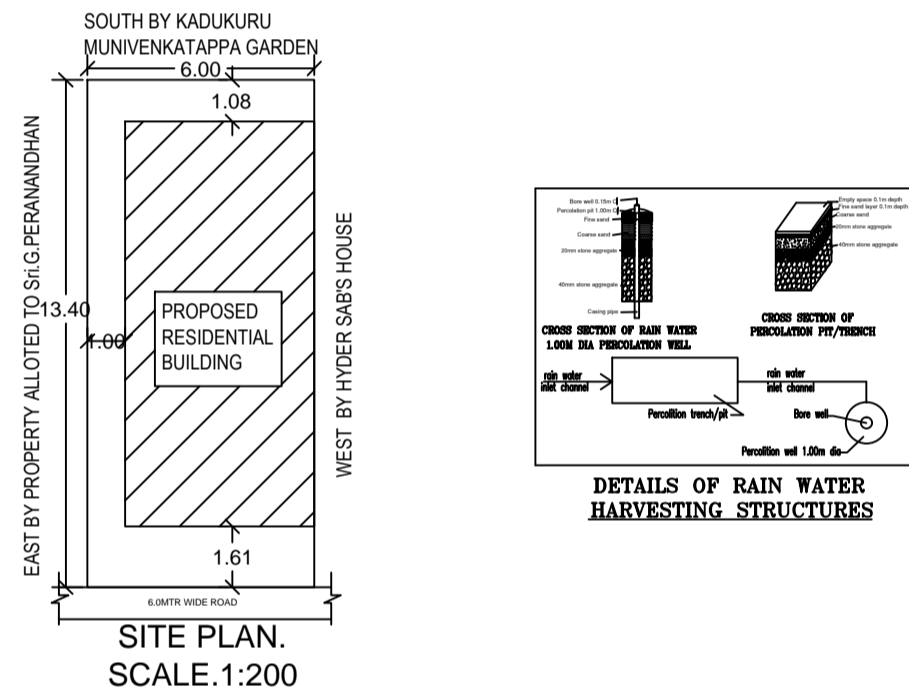 SOUTH BY KADUKURU
MUNIVENKATAPPA GARDEN
6.00
1.08
EAST BY PROPERTY ALLOTED TO Sri.G.PERANANDHAN
13.40
1.00
PROPOSED
RESIDENTIAL
BUILDING
WEST BY HYDER SAB'S HOUSE
1.61
6.0MTR WIDE ROAD
SITE PLAN.
SCALE.1:200
Bore well 0.15m
Percolation pit 1.00m
Fine sand
Coarse sand
20mm stone aggregate
40mm stone aggregate
Casing pipe
CROSS SECTION OF RAIN WATER
1.00M DIA PERCOLATION WELL
Empty space 0.1m depth
Fine sand layer 0.1m depth
Coarse sand
20mm stone aggregate
40mm stone aggregate
CROSS SECTION OF
PERCOLATION PIT/TRENCH
rain water
inlet channel
Percolition trench/pit
rain water
inlet channel
Bore well
Percolition well 1.00m dia
DETAILS OF RAIN WATER
HARVESTING STRUCTURES